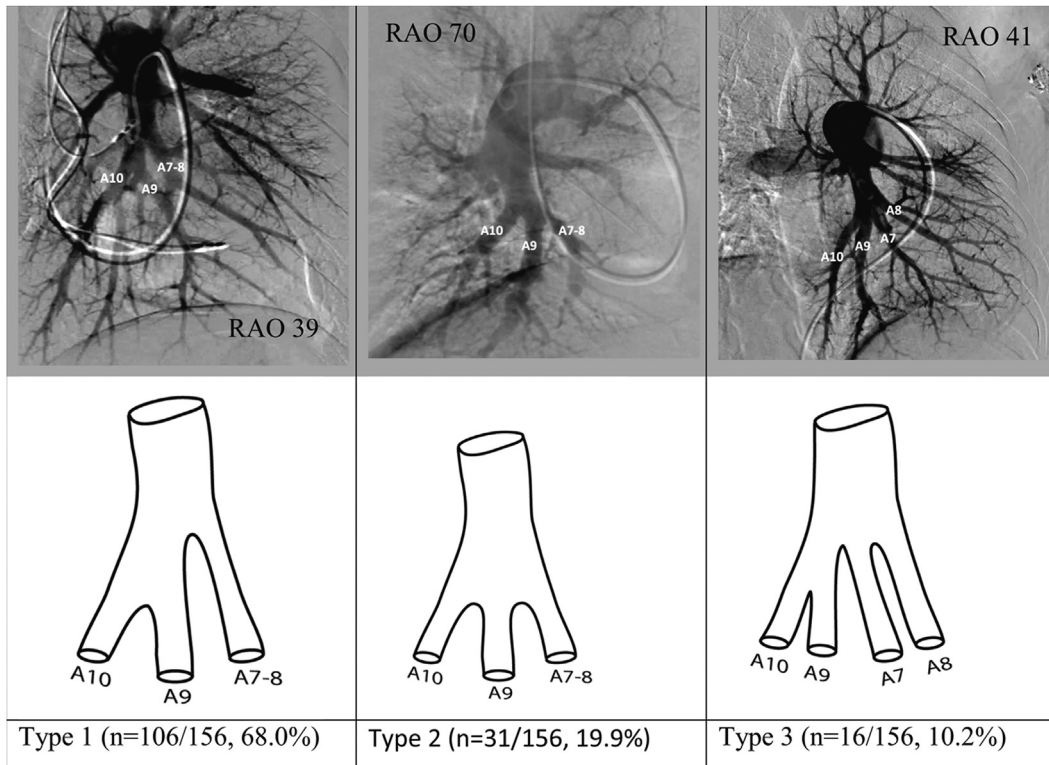 RAO 39
A10
A9
A7-8
RAO 70
A10
A9
A7-8
RAO 41
A8
A7
A9
A10
A10
A9
A7-8
A10
A9
A7-8
A10
A9
A7
A8
Type 1 (n=106/156, 68.0%)
Type 2 (n=31/156, 19.9%)
Type 3 (n=16/156, 10.2%)